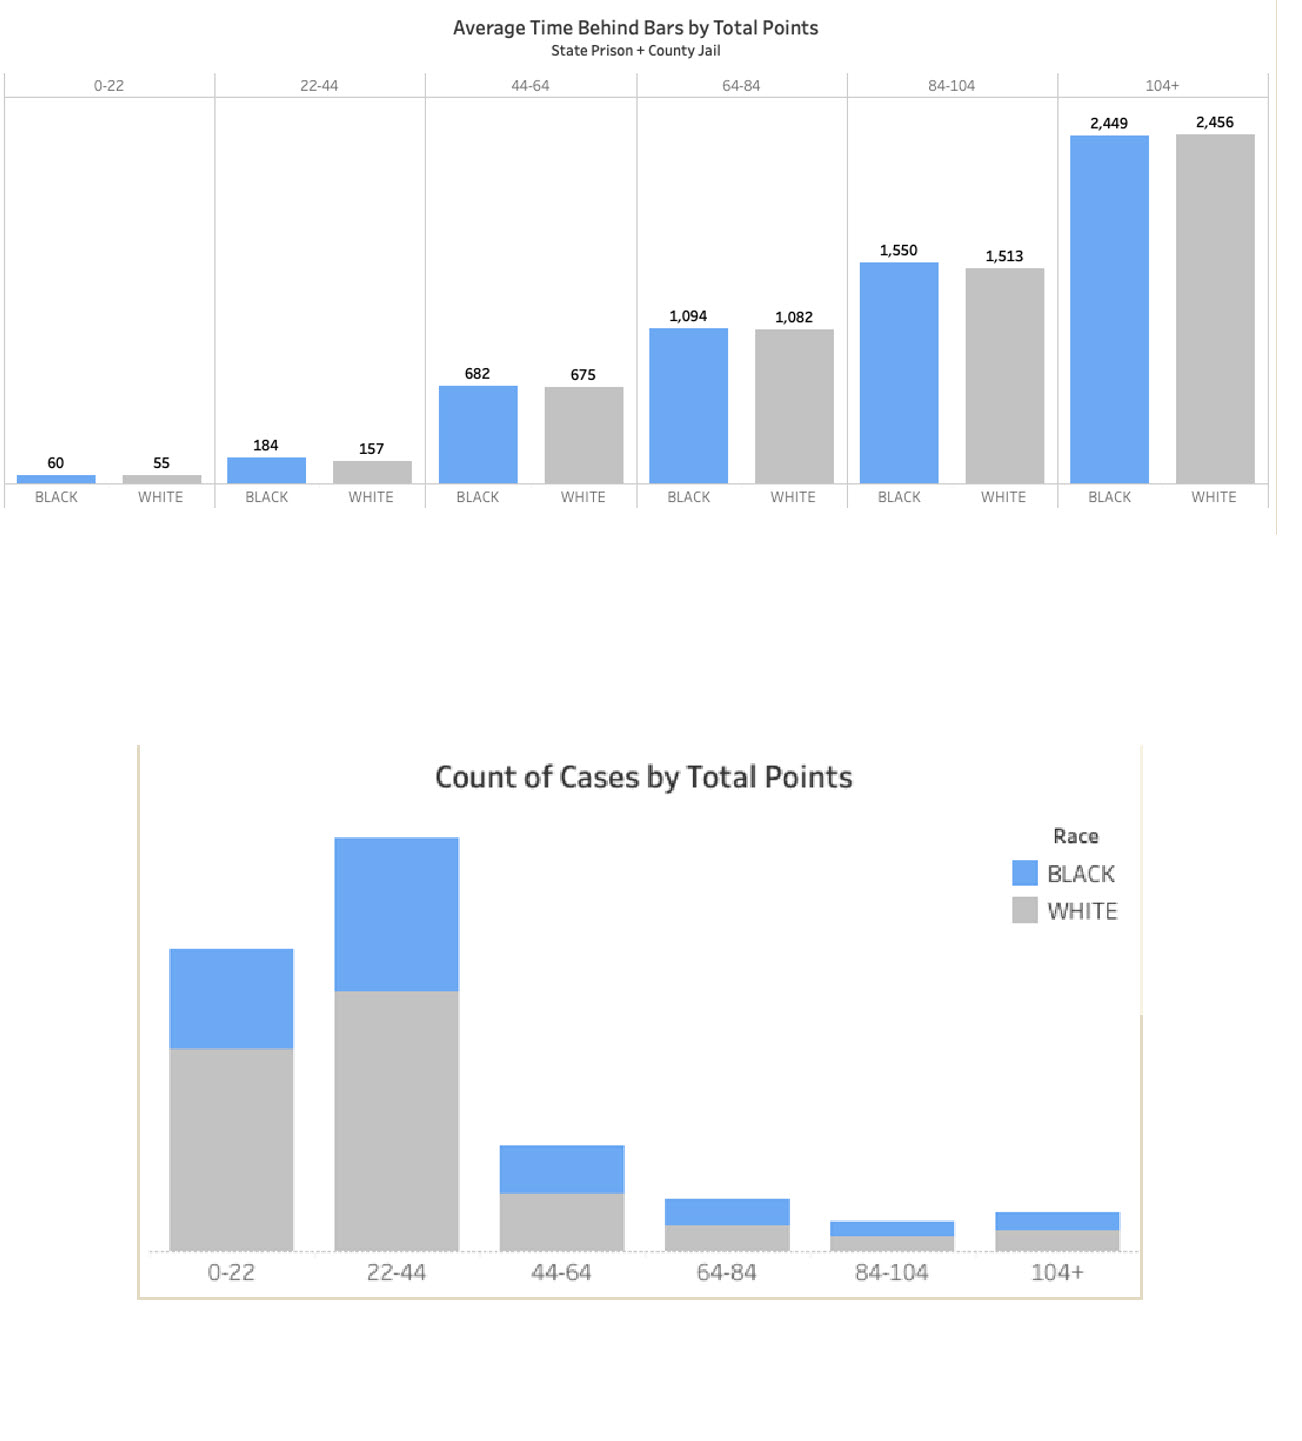 Average Time Behind Bars by Total Points
State Prison + County Jail
0-22 22-44 44-64 64-84 84-104 104+
2,449 2,456
1,550 1,513
1,094 1,082
682 675
184 157
60 55
BLACK WHITE BLACK WHITE BLACK WHITE BLACK WHITE BLACK WHITE BLACK WHITE
Count of Cases by Total Points
Race
BLACK
WHITE
0-22 22-44 44-64 64-84 84-104 104+